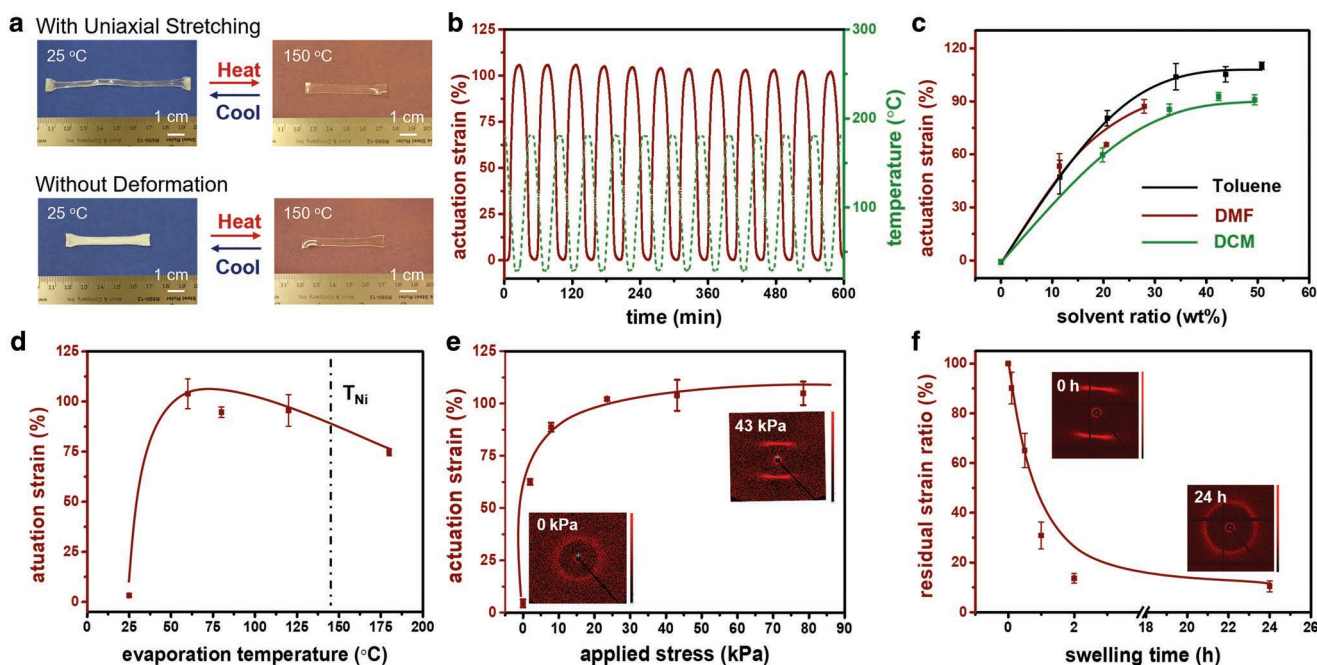 a
With Uniaxial Stretching
25 °C
Heat
Cool
1 cm
150 °C
1 cm
Without Deformation
25 °C
Heat
Cool
1 cm
150 °C
1 cm
b
125
100
75
50
25
0
actuation strain (%)
300
200
100
temperature (°C)
0 120 240 360 480 600
time (min)
c
120
90
60
30
0
actuation strain (%)
Toluene
DMF
DCM
0 10 20 30 40 50 60
solvent ratio (wt%)
d
125
100
75
50
25
0
atuation strain (%)
T_Ni
0 25 50 75 100 125 150 175 200
evaporation temperature (°C)
e
125
100
75
50
25
0
actuation strain (%)
43 kPa
0 kPa
0 10 20 30 40 50 60 70 80 90
applied stress (kPa)
f
100
80
60
40
20
0
residual strain ratio (%)
0 h
24 h
0 2 18 20 22 24 26
swelling time (h)